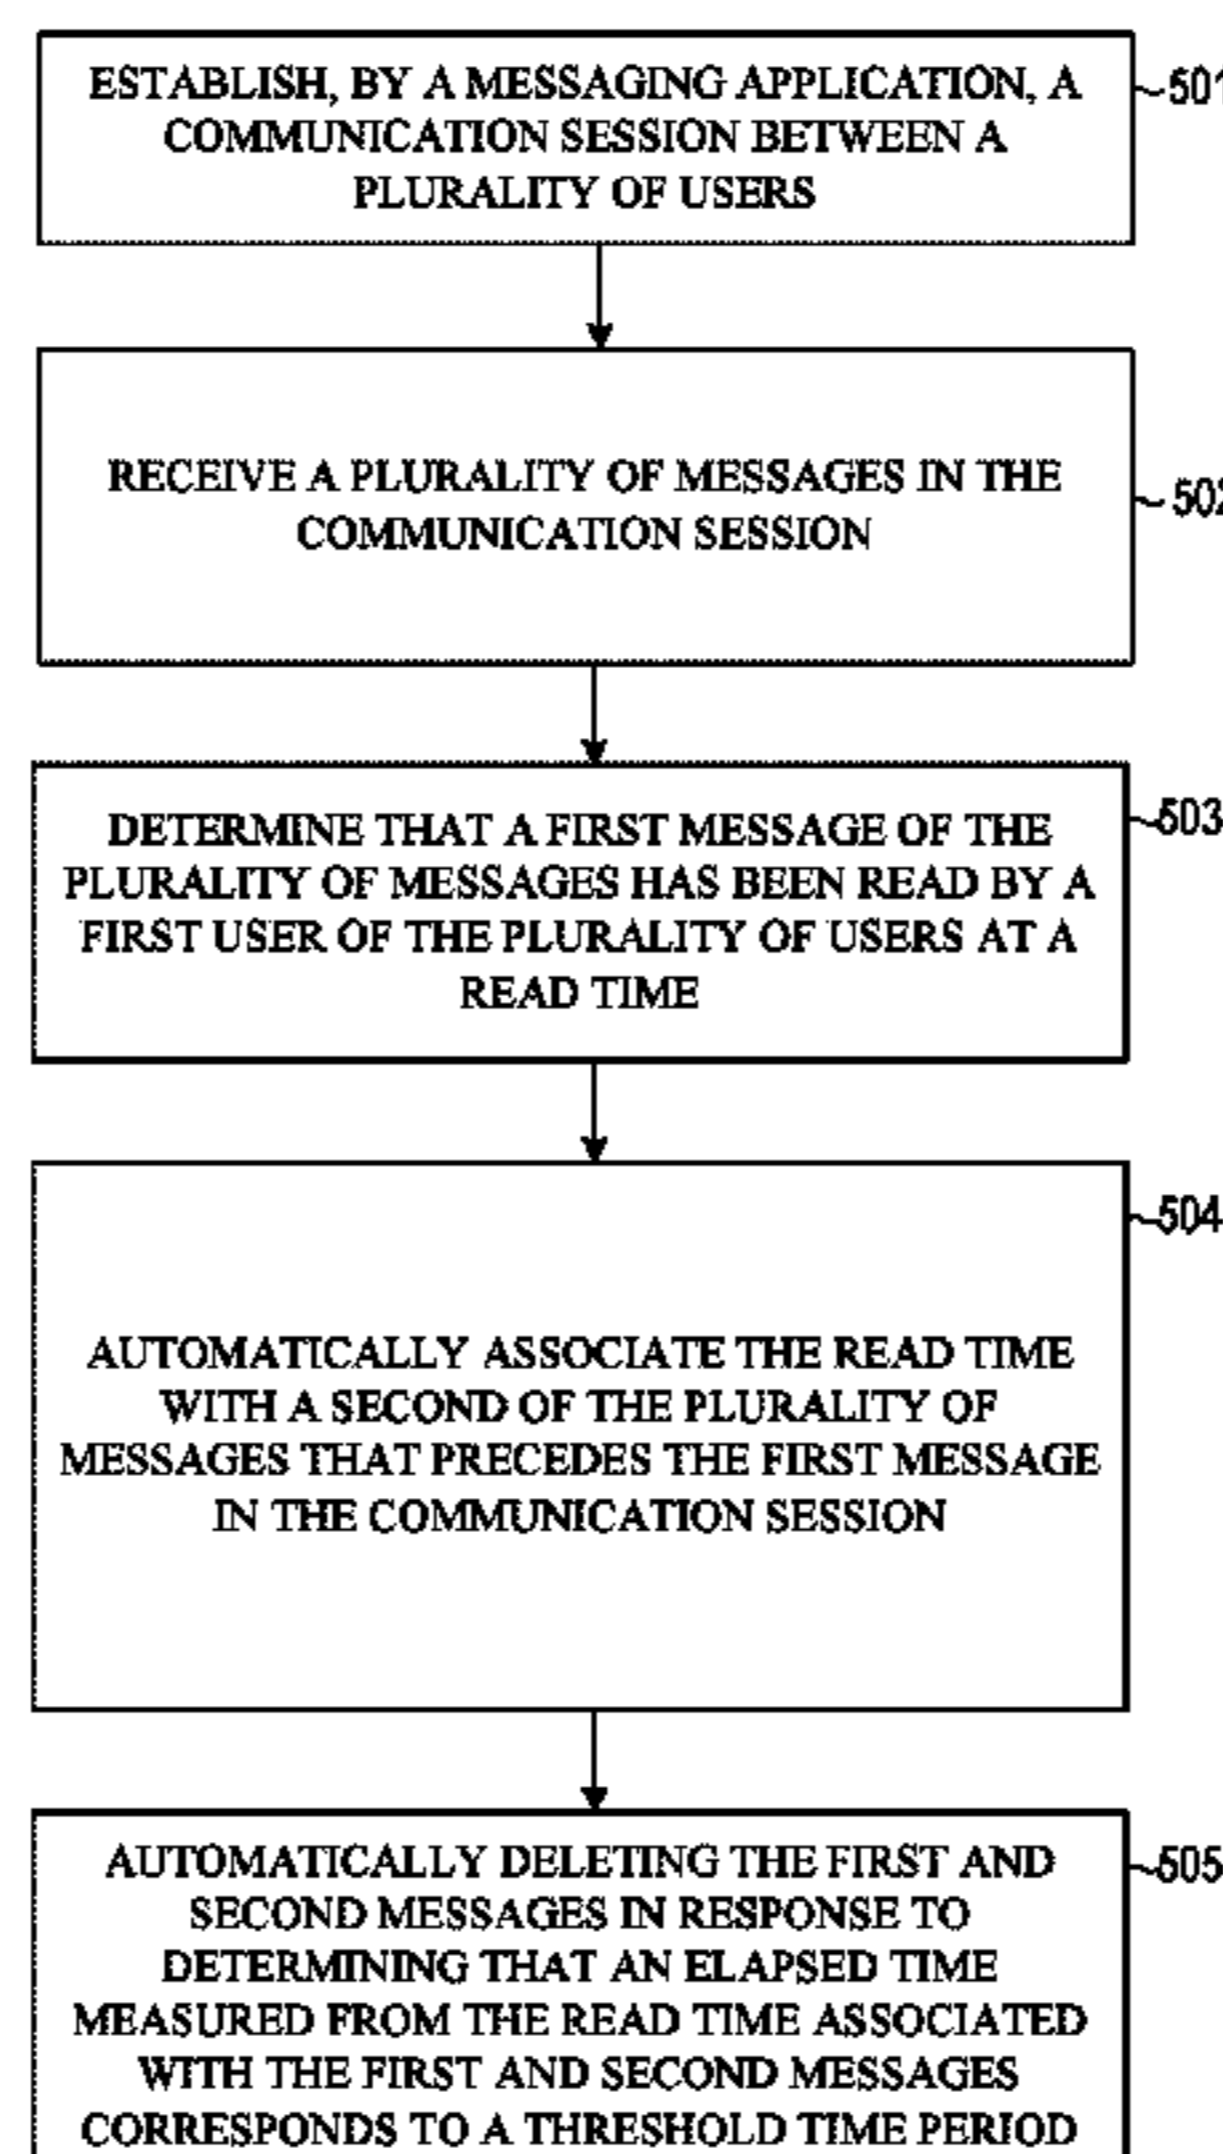 ESTABLISH, BY A MESSAGING APPLICATION, A
COMMUNICATION SESSION BETWEEN A
PLURALITY OF USERS
501
RECEIVE A PLURALITY OF MESSAGES IN THE
COMMUNICATION SESSION
502
DETERMINE THAT A FIRST MESSAGE OF THE
PLURALITY OF MESSAGES HAS BEEN READ BY A
FIRST USER OF THE PLURALITY OF USERS AT A
READ TIME
503
AUTOMATICALLY ASSOCIATE THE READ TIME
WITH A SECOND OF THE PLURALITY OF
MESSAGES THAT PRECEDES THE FIRST MESSAGE
IN THE COMMUNICATION SESSION
504
AUTOMATICALLY DELETING THE FIRST AND
SECOND MESSAGES IN RESPONSE TO
DETERMINING THAT AN ELAPSED TIME
MEASURED FROM THE READ TIME ASSOCIATED
WITH THE FIRST AND SECOND MESSAGES
CORRESPONDS TO A THRESHOLD TIME PERIOD
505